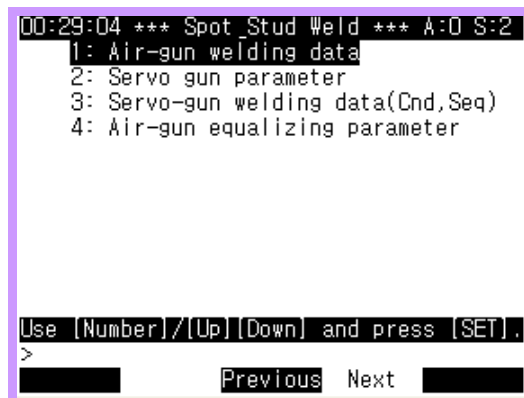 00:29:04 *** Spot_Stud Weld *** A:0 S:2
1: Air-gun welding data
2: Servo gun parameter
3: Servo-gun welding data(Cnd,Seq)
4: Air-gun equalizing parameter
Use [Number]/[Up][Down] and press [SET].
>
Previous Next